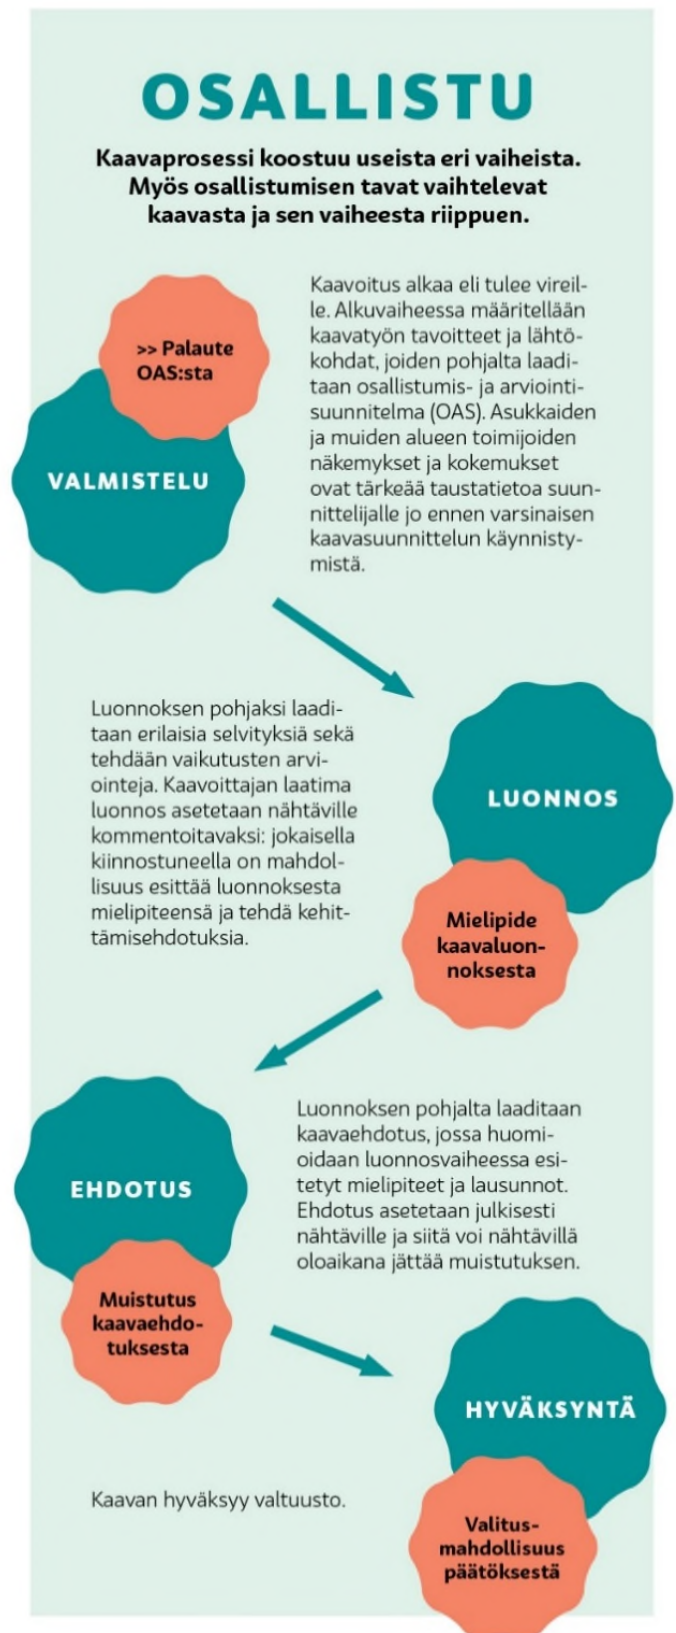 OSALLISTU
Kaavaprosessi koostuu useista eri vaiheista.
Myös osallistumisen tavat vaihtelevat
kaavasta ja sen vaiheesta riippuen.
>> Palaute
OAS:sta
VALMISTELU
Kaavoitus alkaa eli tulee vireil-
le. Alkuvaiheessa määritellään
kaavatyön tavoitteet ja lähtö-
kohdat, joiden pohjalta laadi-
taan osallistumis- ja arviointi-
suunnitelma (OAS). Asukkaiden
ja muiden alueen toimijoiden
näkemykset ja kokemukset
ovat tärkeää taustatietoa suun-
nittelijalle jo ennen varsinaisen
kaavasuunnittelun käynnisty-
mistä.
Luonnoksen pohjaksi laadi-
taan erilaisia selvityksiä sekä
tehdään vaikutusten arvi-
ointeja. Kaavoittajan laatima
luonnos asetetaan nähtäville
kommentoitavaksi: jokaisella
kiinnostuneella on mahdol-
lisuus esittää luonnoksesta
mielipiteensä ja tehdä kehit-
tämisehdotuksia.
LUONNOS
Mielipide
kaavaluon-
noksesta
EHDOTUS
Muistutus
kaavaehdo-
tuksesta
Luonnoksen pohjalta laaditaan
kaavaehdotus, jossa huomi-
oidaan luonnosvaiheessa esi-
tetyt mielipiteet ja lausunnot.
Ehdotus asetetaan julkisesti
nähtäville ja siitä voi nähtävillä
oloaikana jättää muistutuksen.
HYVÄKSYNTÄ
Kaavan hyväksyy valtuusto.
Valitus-
mahdollisuus
päätöksestä